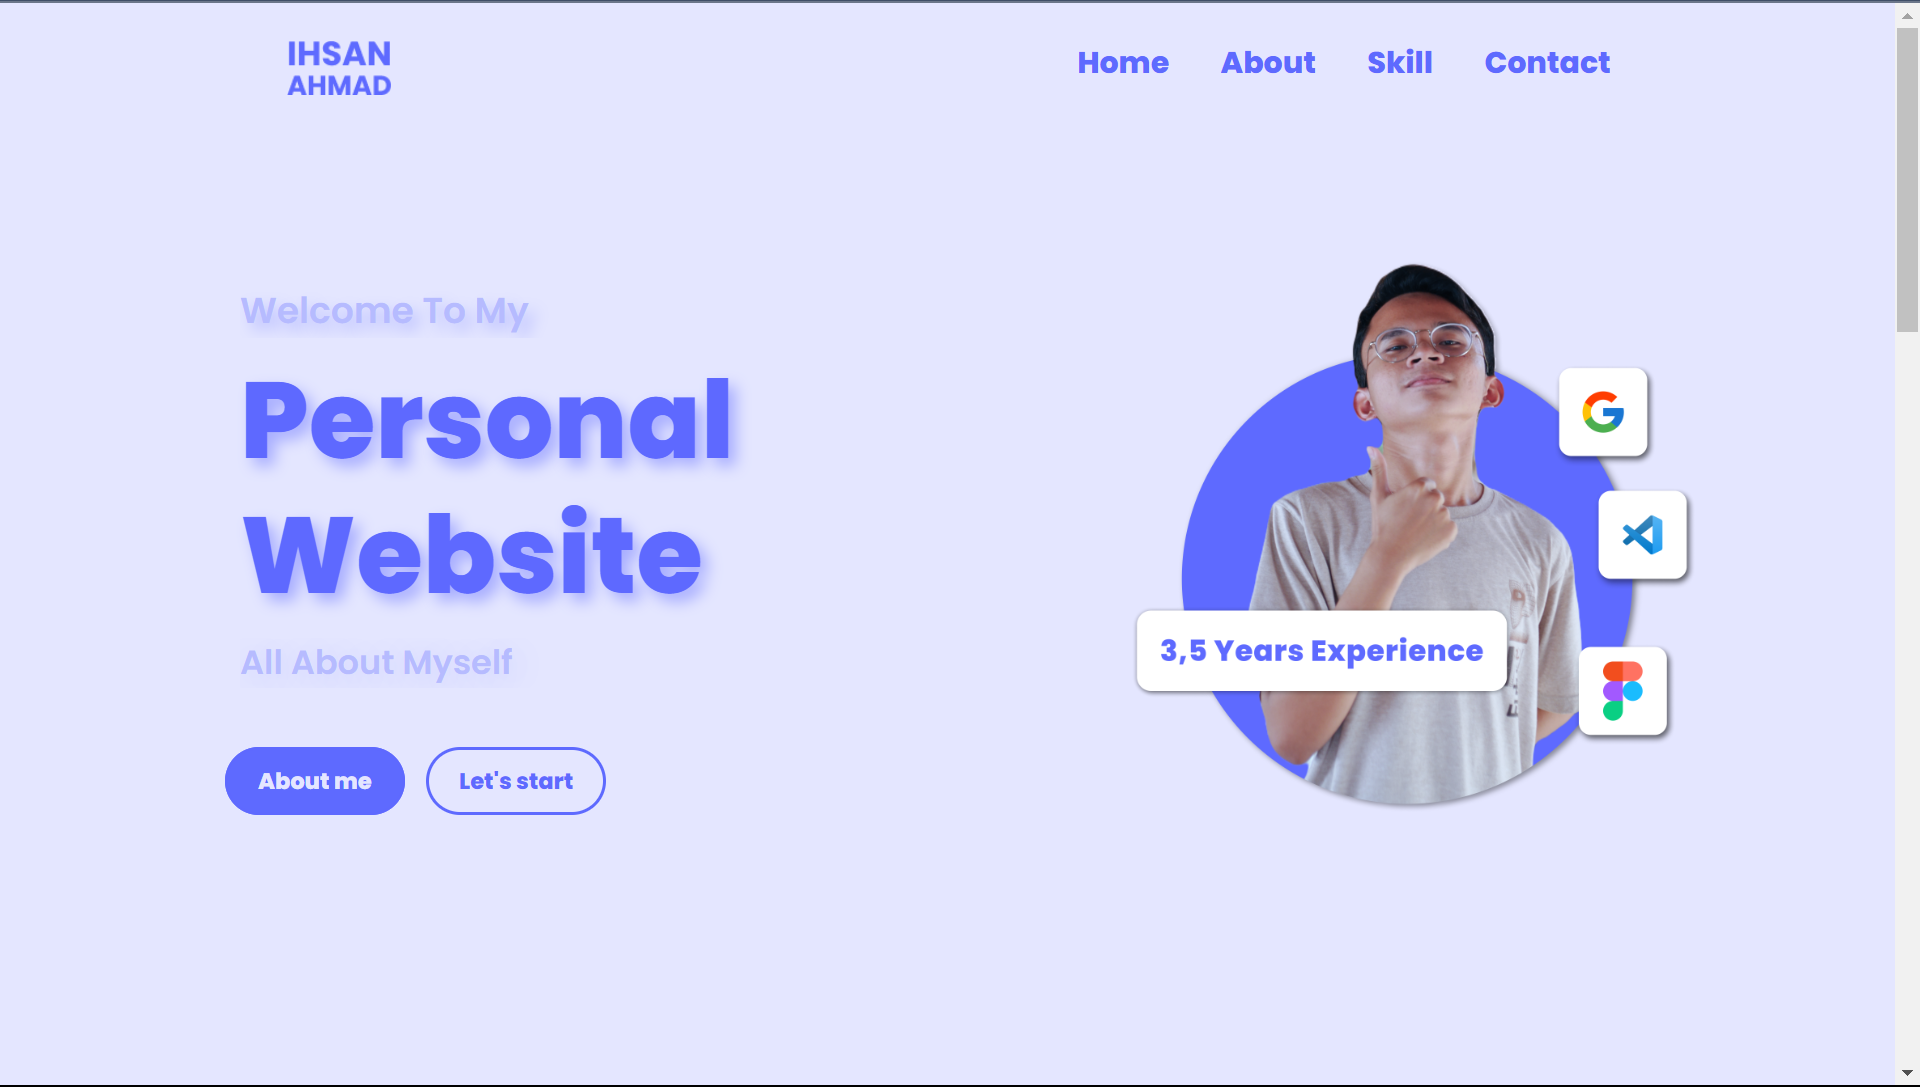 IHSAN
AHMAD
Home About Skill Contact
Welcome To My
Personal
Website
All About Myself
About me Let's start
3,5 Years Experience